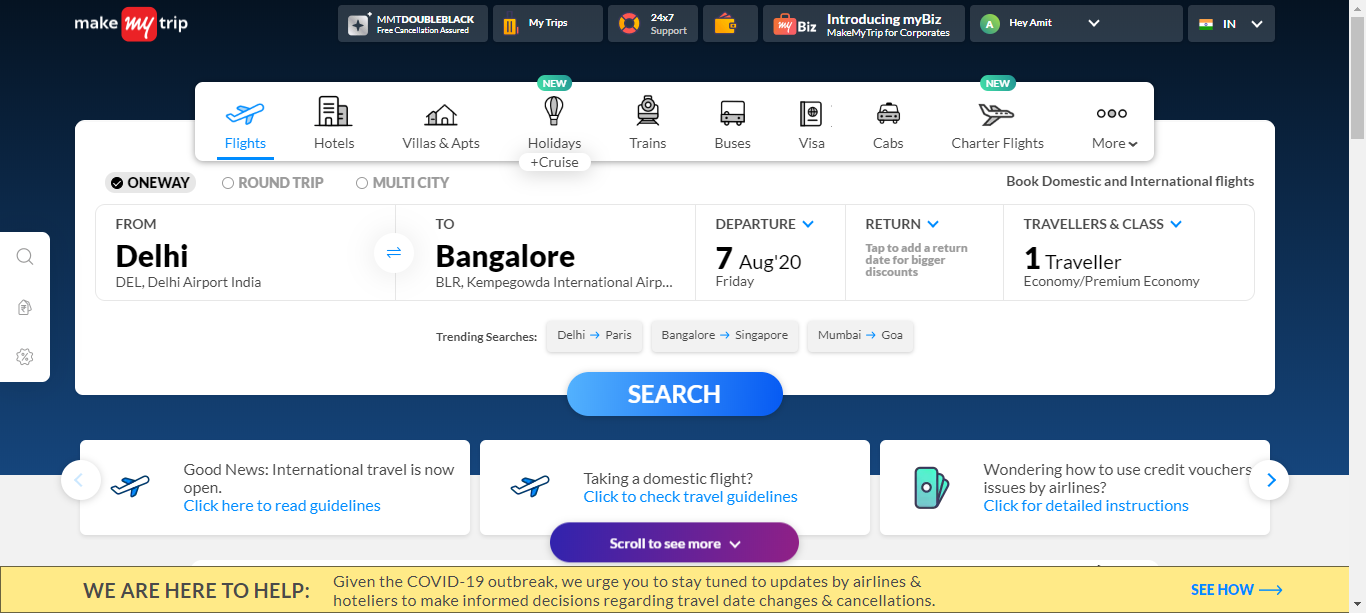 make my trip
MMTDOUBLEBLACK
Free Cancellation Assured
My Trips
24x7
Support
my Biz
Introducing myBiz
MakeMyTrip for Corporates
A
Hey Amit
IN
NEW
NEW
Flights
Hotels
Villas & Apts
Holidays
+Cruise
Trains
Buses
Visa
Cabs
Charter Flights
More
ONEWAY
ROUND TRIP
MULTI CITY
Book Domestic and International flights
FROM
Delhi
DEL, Delhi Airport India
TO
Bangalore
BLR, Kempegowda International Airp...
DEPARTURE
7 Aug'20
Friday
RETURN
Tap to add a return
date for bigger
discounts
TRAVELLERS & CLASS
1 Traveller
Economy/Premium Economy
Trending Searches:
Delhi → Paris
Bangalore → Singapore
Mumbai → Goa
SEARCH
Good News: International travel is now
open.
Click here to read guidelines
Taking a domestic flight?
Click to check travel guidelines
Wondering how to use credit vouchers
issues by airlines?
Click for detailed instructions
Scroll to see more
WE ARE HERE TO HELP:
Given the COVID-19 outbreak, we urge you to stay tuned to updates by airlines &
hoteliers to make informed decisions regarding travel date changes & cancellations.
SEE HOW